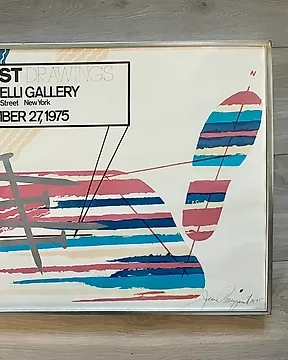 ST DRAWINGS
ELLI GALLERY
Street New York
BER 27, 1975
N